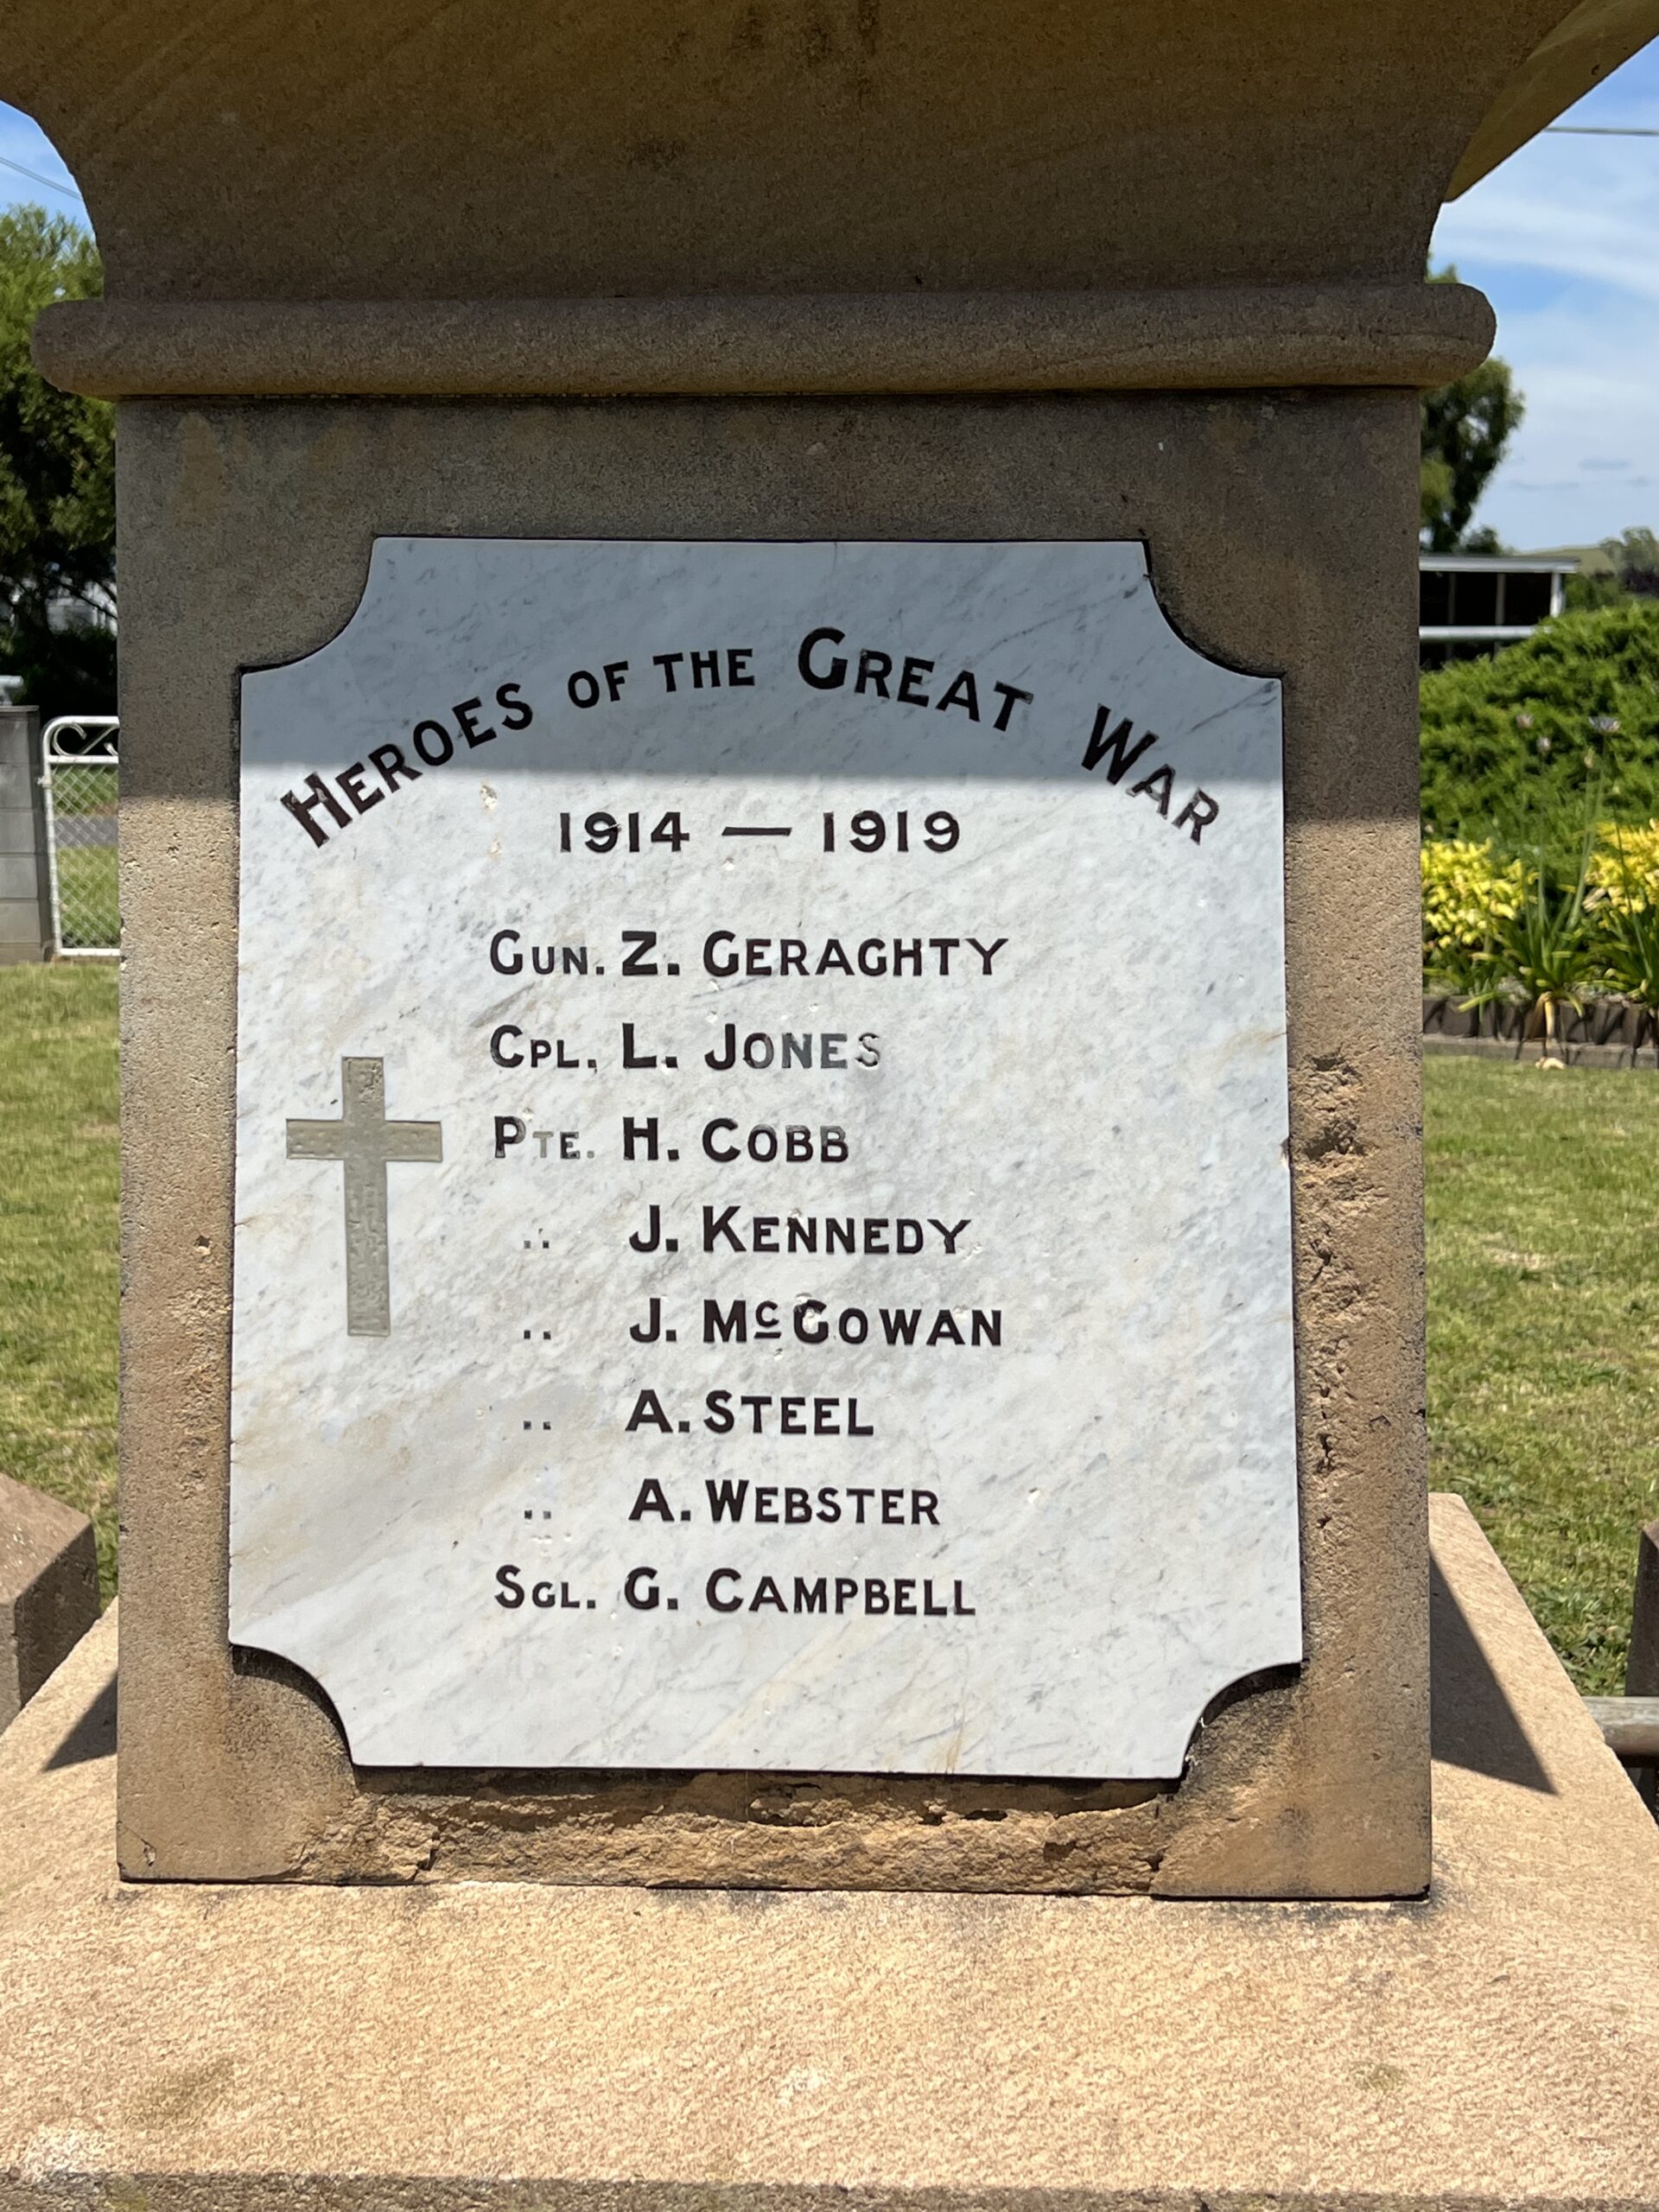 HEROES OF THE GREAT WAR
1914 — 1919
GUN. Z. GERAGHTY
CPL. L. JONES
PTE. H. COBB
.. J. KENNEDY
.. J. McGOWAN
.. A. STEEL
.. A. WEBSTER
SGL. G. CAMPBELL